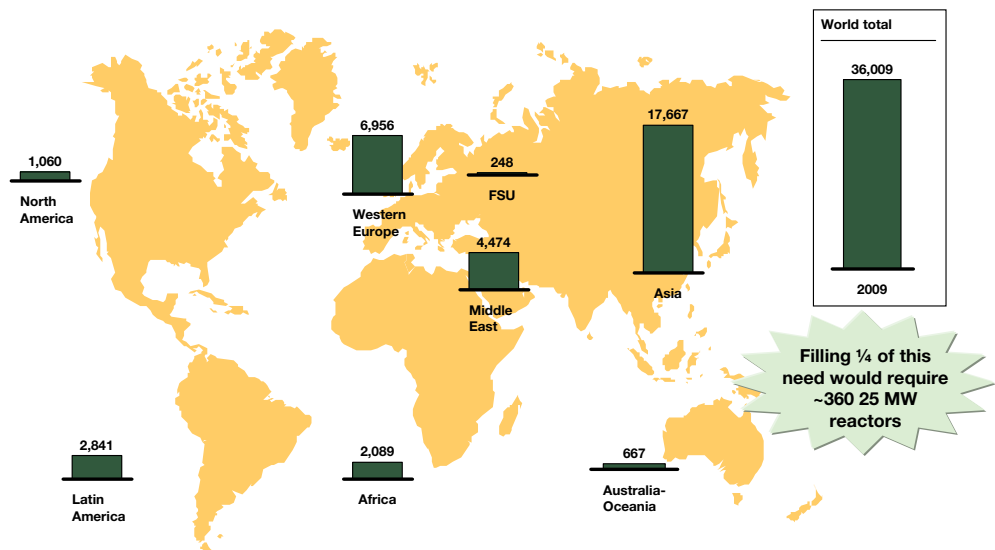 World total
36,009
2009
17,667
Asia
6,956
Western
Europe
248
FSU
1,060
North
America
4,474
Middle
East
Filling ¼ of this
need would require
~360 25 MW
reactors
2,841
Latin
America
2,089
Africa
667
Australia-
Oceania